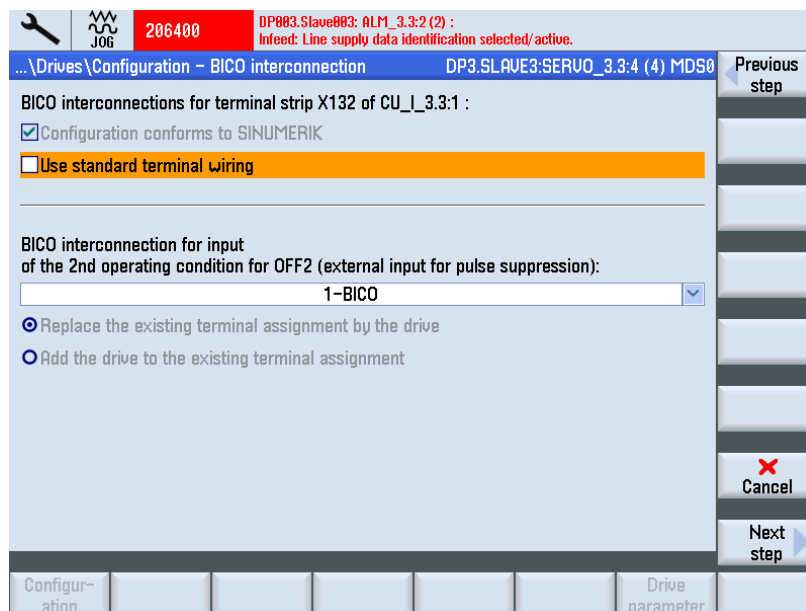 JOG
206400
DP003.Slave003: ALM_3.3:2 (2) :
Infeed: Line supply data identification selected/active.
...\Drives\Configuration - BICO interconnection DP3.SLAVE3:SERVO_3.3:4 (4) MDS0
Previous
step
BICO interconnections for terminal strip X132 of CU_I_3.3:1 :
Configuration conforms to SINUMERIK
Use standard terminal wiring
BICO interconnection for input
of the 2nd operating condition for OFF2 (external input for pulse suppression):
1-BICO
Replace the existing terminal assignment by the drive
Add the drive to the existing terminal assignment
Cancel
Next
step
Configur-
ation
Drive
parameter